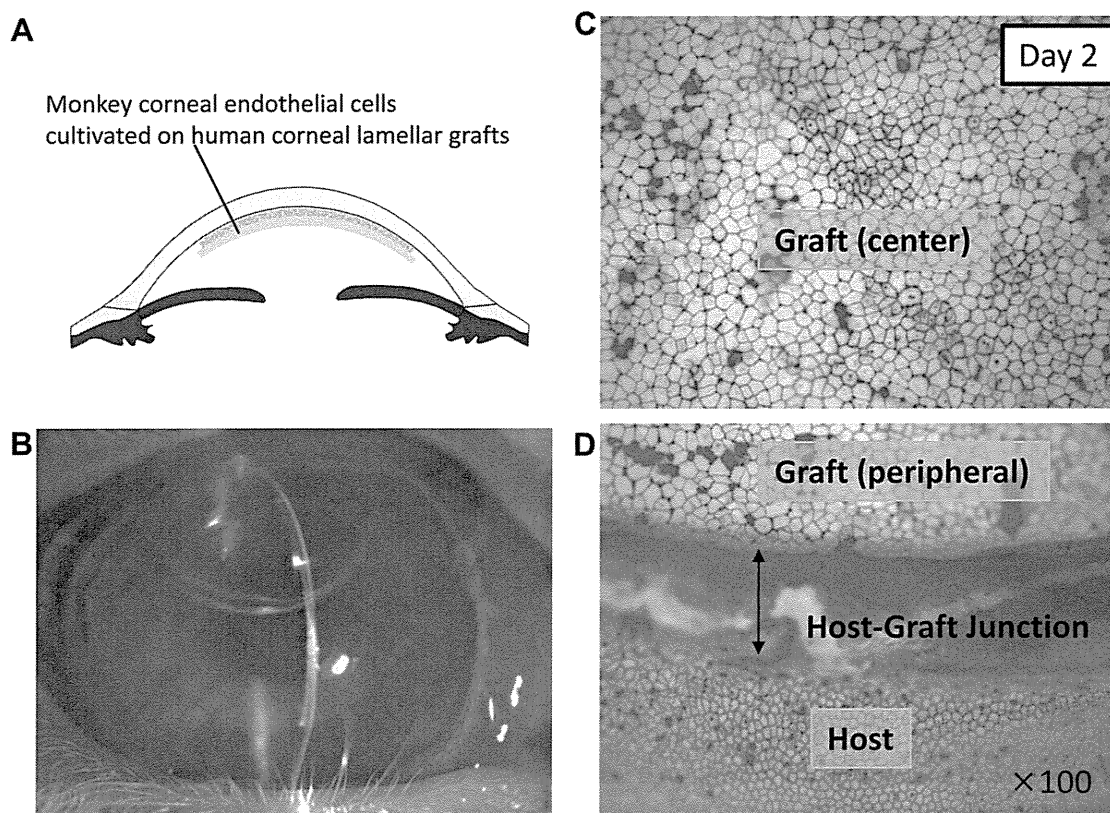 A
Monkey corneal endothelial cells
cultivated on human corneal lamellar grafts
B
C
Day 2
Graft (center)
D
Graft (peripheral)
Host-Graft Junction
Host
×100